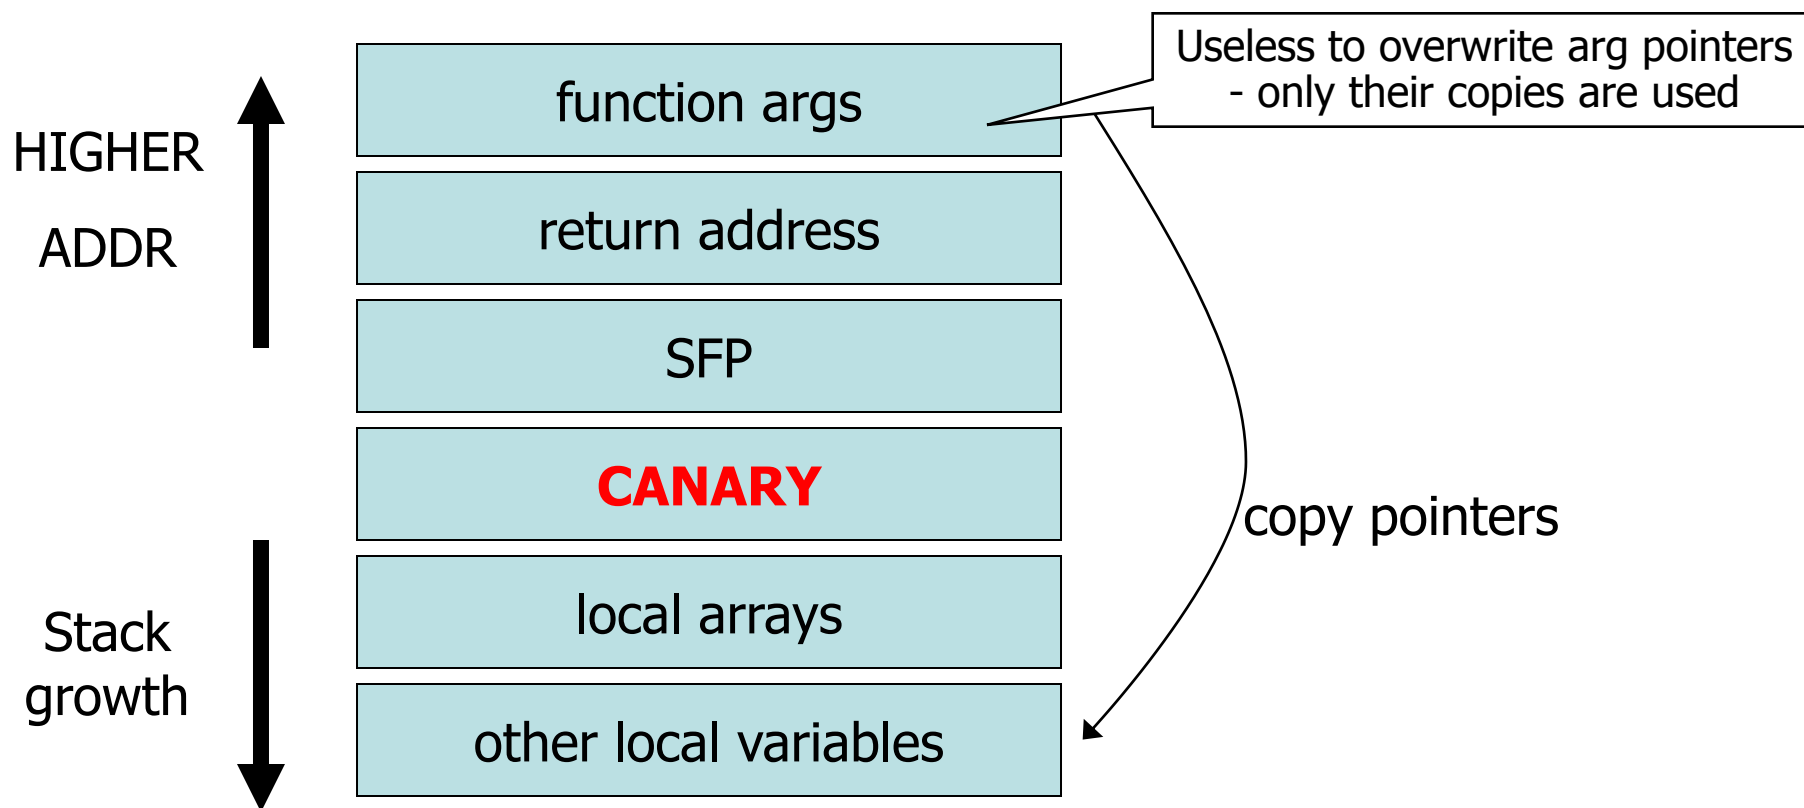 Useless to overwrite arg pointers
- only their copies are used
function args
HIGHER
ADDR
return address
SFP
CANARY
copy pointers
local arrays
Stack
growth
other local variables